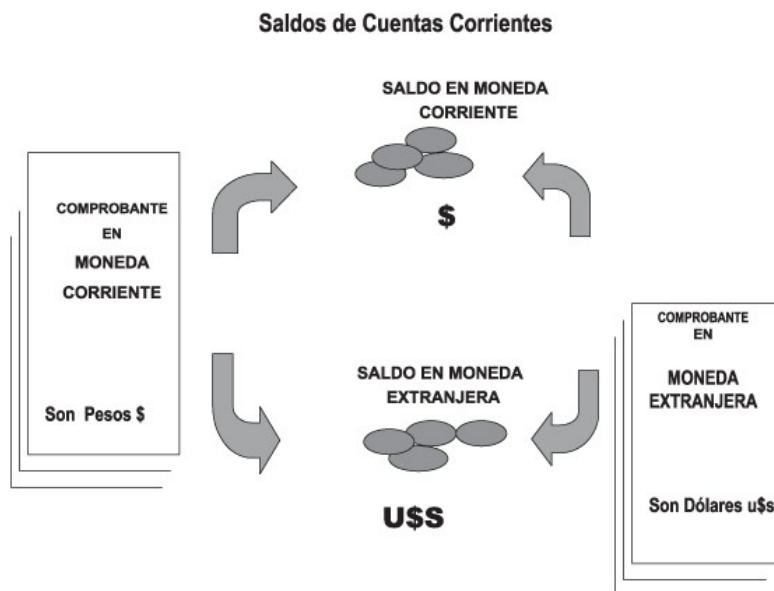 Saldos de Cuentas Corrientes
SALDO EN MONEDA
CORRIENTE
$
COMPROBANTE
EN
MONEDA
CORRIENTE
Son Pesos $
SALDO EN MONEDA
EXTRANJERA
U$S
COMPROBANTE
EN
MONEDA
EXTRANJERA
Son Dólares u$s